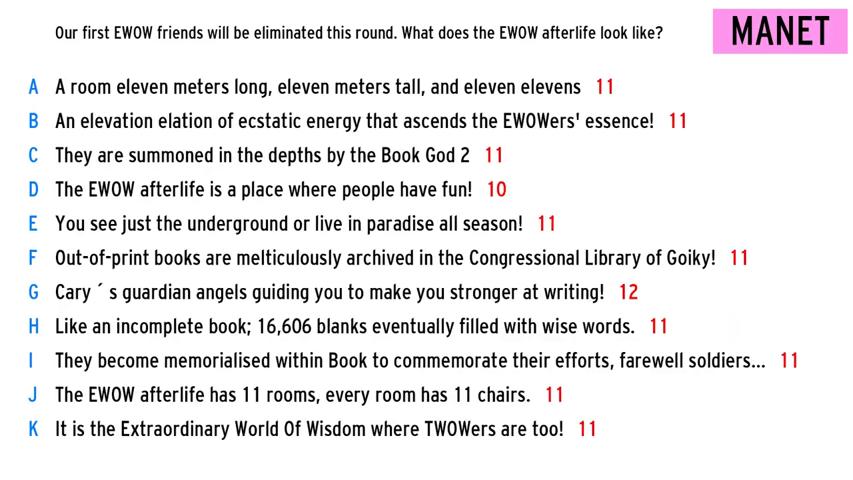 Our first EWOW friends will be eliminated this round. What does the EWOW afterlife look like?
MANET
A A room eleven meters long, eleven meters tall, and eleven elevens 11
B An elevation elation of ecstatic energy that ascends the EWOWers' essence! 11
C They are summoned in the depths by the Book God 2 11
D The EWOW afterlife is a place where people have fun! 10
E You see just the underground or live in paradise all season! 11
F Out-of-print books are melticulously archived in the Congressional Library of Goiky! 11
G Cary ´ s guardian angels guiding you to make you stronger at writing! 12
H Like an incomplete book; 16,606 blanks eventually filled with wise words. 11
I They become memorialised within Book to commemorate their efforts, farewell soldiers... 11
J The EWOW afterlife has 11 rooms, every room has 11 chairs. 11
K It is the Extraordinary World Of Wisdom where TWOWers are too! 11